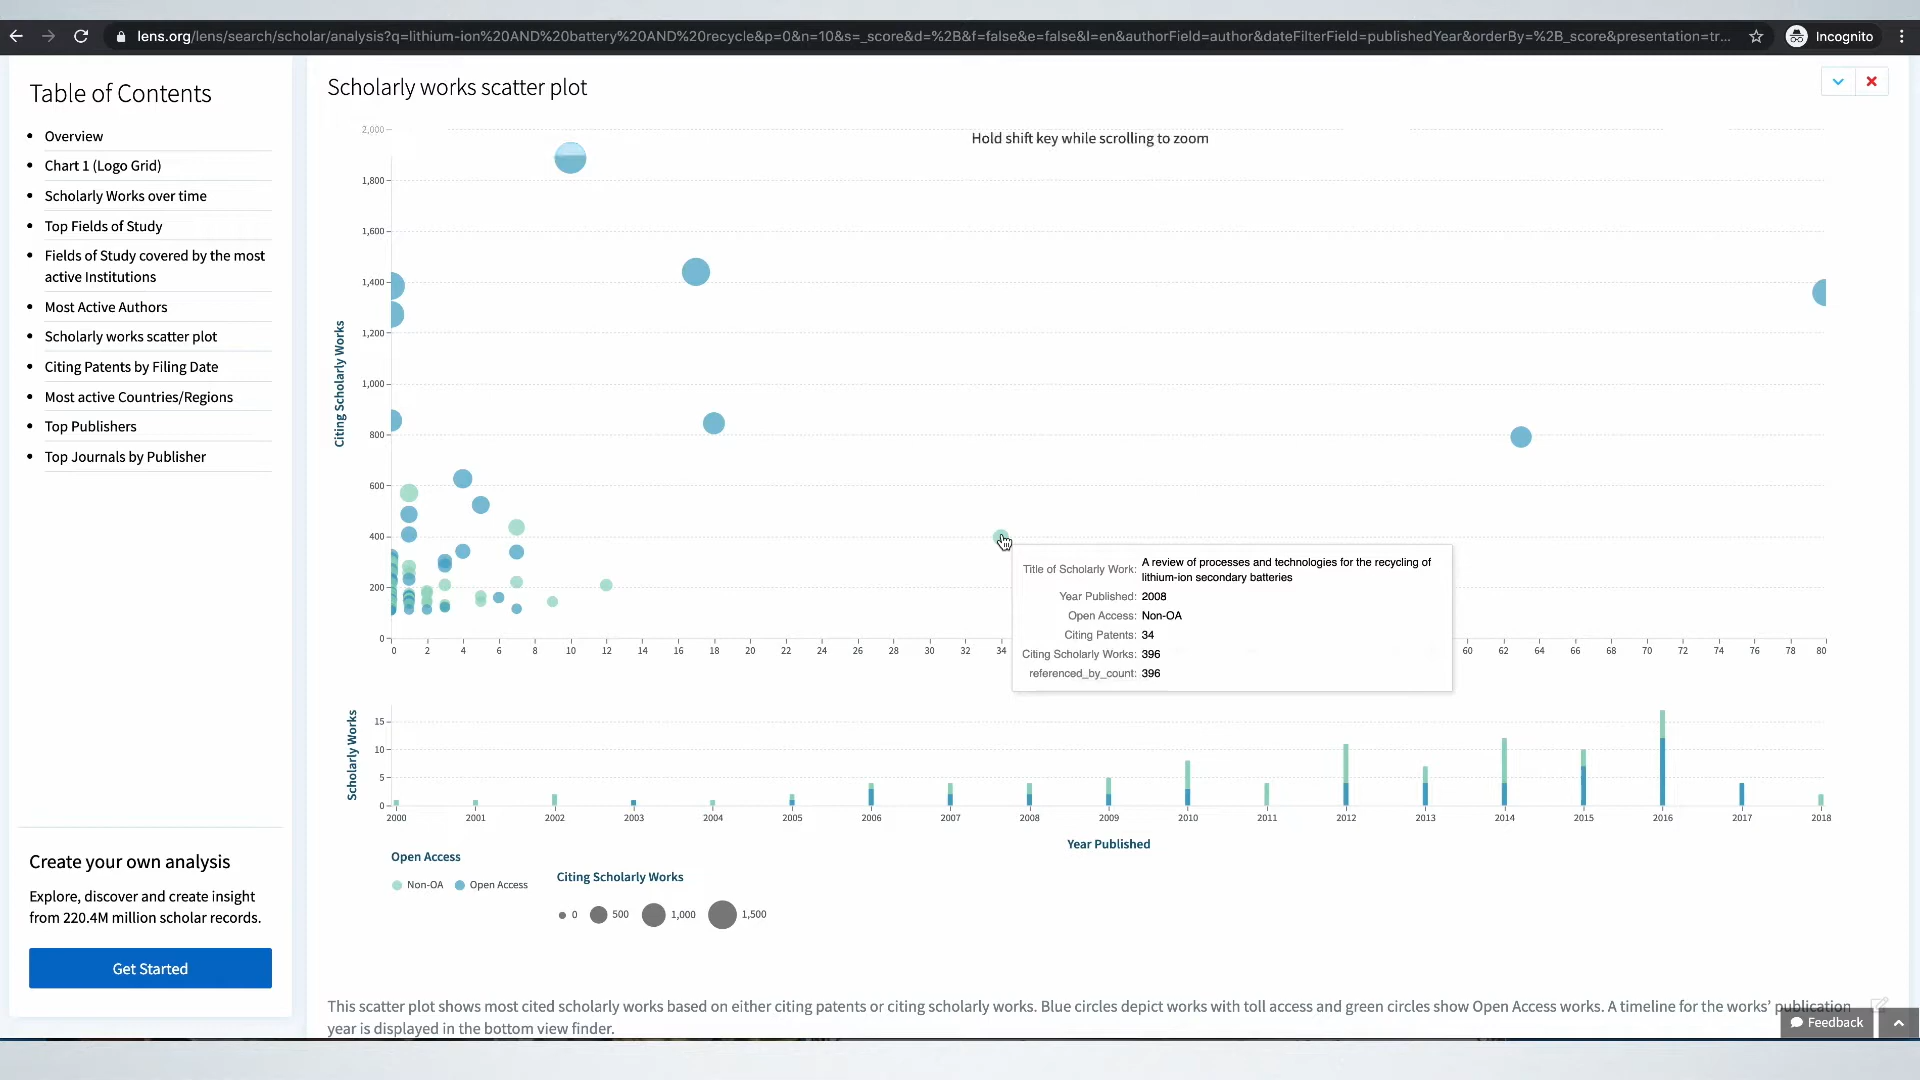 lens.org/lens/search/scholar/analysis?q=lithium-ion%20AND%20battery%20AND%20recycle&p=0&n=10&s=_score&d=%2B&f=false&e=false&l=en&authorField=author&dateFilterField=publishedYear&orderBy=%2B_score&presentation=tr...
Incognito
Table of Contents
Overview
Chart 1 (Logo Grid)
Scholarly Works over time
Top Fields of Study
Fields of Study covered by the most
active Institutions
Most Active Authors
Scholarly works scatter plot
Citing Patents by Filing Date
Most active Countries/Regions
Top Publishers
Top Journals by Publisher
Create your own analysis
Explore, discover and create insight
from 220.4M million scholar records.
Get Started
Scholarly works scatter plot
Hold shift key while scrolling to zoom
Citing Scholarly Works
2,000
1,800
1,600
1,400
1,200
1,000
800
600
400
200
0
0 2 4 6 8 10 12 14 16 18 20 22 24 26 28 30 32 34 60 62 64 66 68 70 72 74 76 78 80
Title of Scholarly Work: A review of processes and technologies for the recycling of
lithium-ion secondary batteries
Year Published: 2008
Open Access: Non-OA
Citing Patents: 34
Citing Scholarly Works: 396
referenced_by_count: 396
Scholarly Works
15
10
5
0
2000 2001 2002 2003 2004 2005 2006 2007 2008 2009 2010 2011 2012 2013 2014 2015 2016 2017 2018
Year Published
Open Access
Non-OA Open Access
Citing Scholarly Works
0 500 1,000 1,500
This scatter plot shows most cited scholarly works based on either citing patents or citing scholarly works. Blue circles depict works with toll access and green circles show Open Access works. A timeline for the works' publication
year is displayed in the bottom view finder.
Feedback